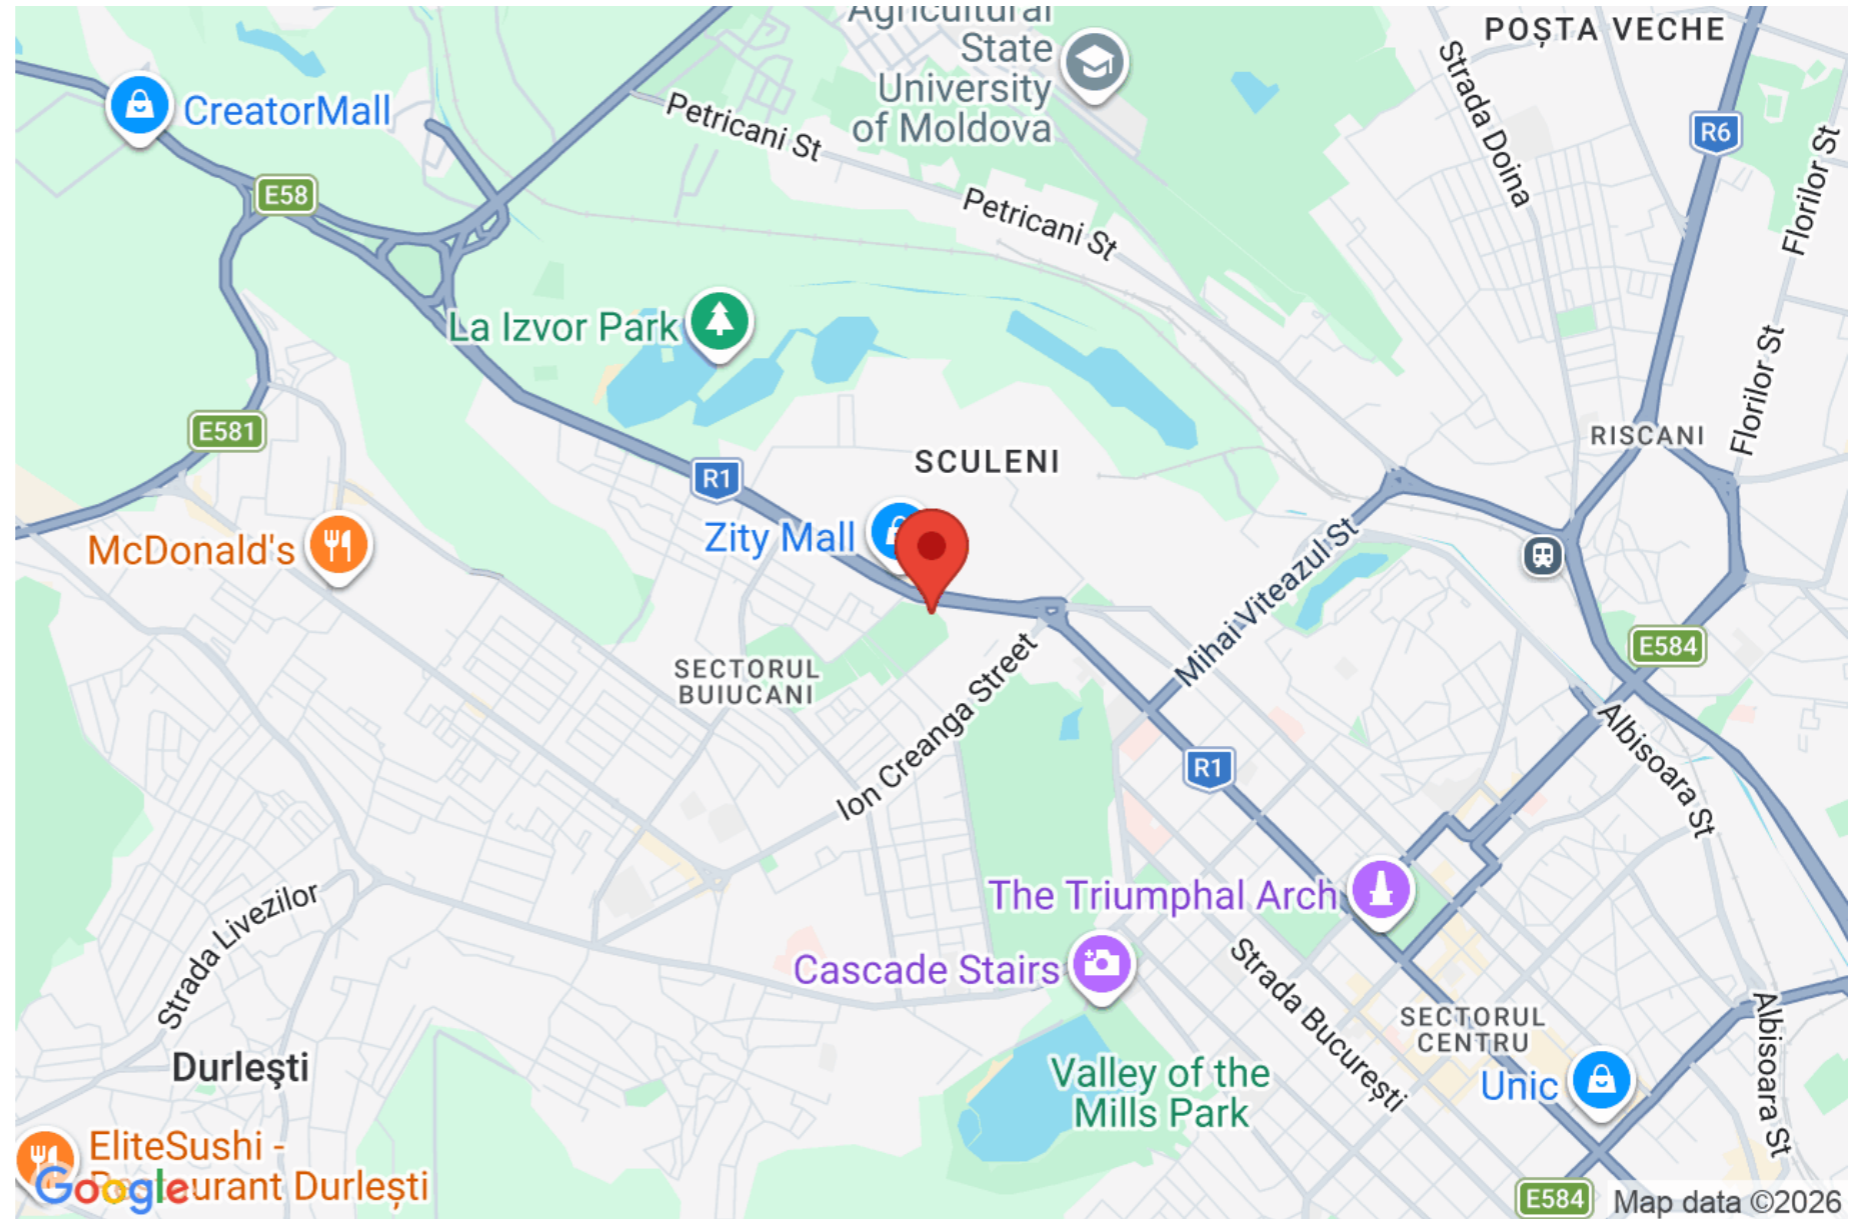 Agricultural
State
University
of Moldova
POȘTA VECHE
CreatorMall
Petricani St
Strada Doina
R6
Florilor St
E58
Petricani St
La Izvor Park
Florilor St
E581
RISCANI
SCULENI
R1
Zity Mall
McDonald's
Mihai Viteazul St
E584
SECTORUL
BUIUCANI
Ion Creanga Street
Albisoara St
R1
The Triumphal Arch
Strada Livezilor
Cascade Stairs
Strada București
SECTORUL
CENTRU
Albisoara St
Durleşti
Valley of the
Mills Park
Unic
EliteSushi -
Restaurant Durlești
Google
E584
Map data ©2026